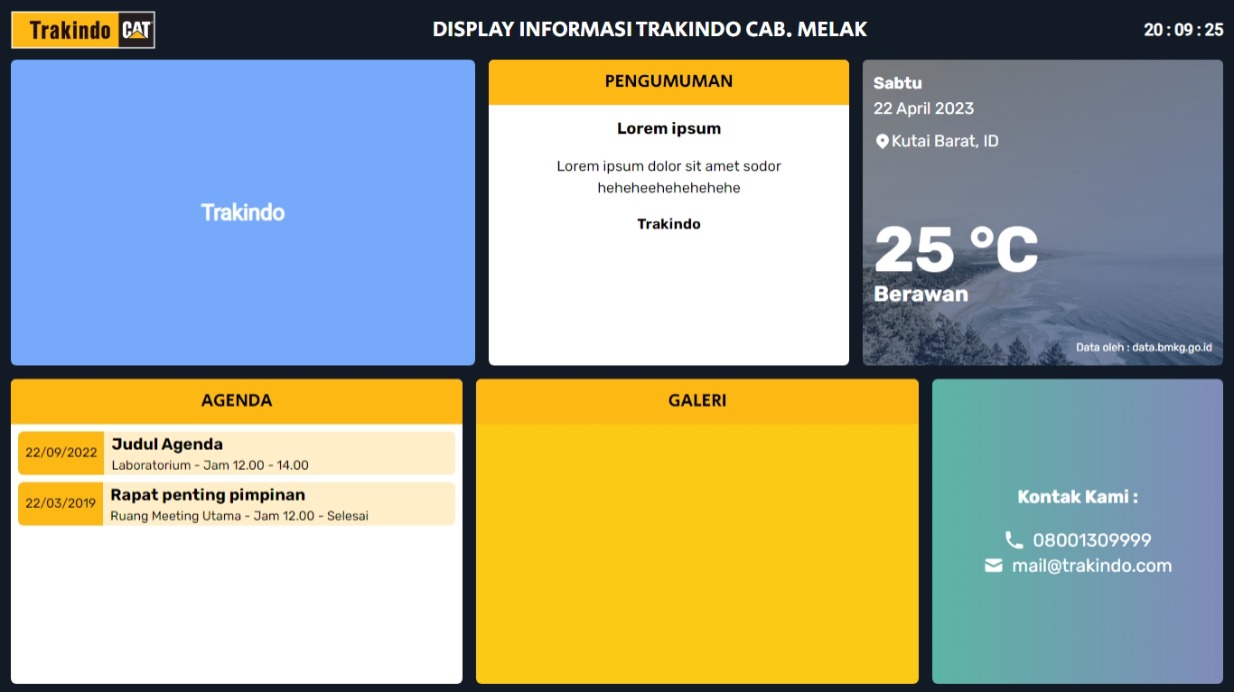 Trakindo CAT
DISPLAY INFORMASI TRAKINDO CAB. MELAK
20 : 09 : 25
Trakindo
PENGUMUMAN
Lorem ipsum
Lorem ipsum dolor sit amet sodor
heheheehehehehehe
Trakindo
Sabtu
22 April 2023
Kutai Barat, ID
25 °C
Berawan
Data oleh : data.bmkg.go.id
AGENDA
22/09/2022
Judul Agenda
Laboratorium - Jam 12.00 - 14.00
22/03/2019
Rapat penting pimpinan
Ruang Meeting Utama - Jam 12.00 - Selesai
GALERI
Kontak Kami :
08001309999
mail@trakindo.com